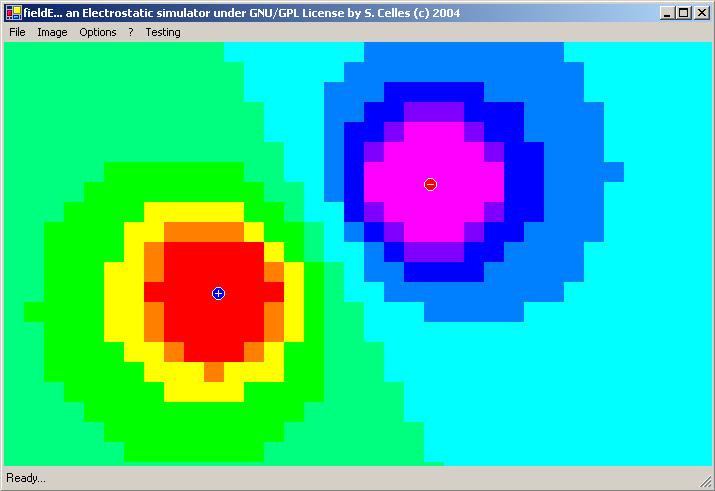 fieldE... an Electrostatic simulator under GNU/GPL License by S. Celles (c) 2004
File Image Options ? Testing
−
+
Ready...